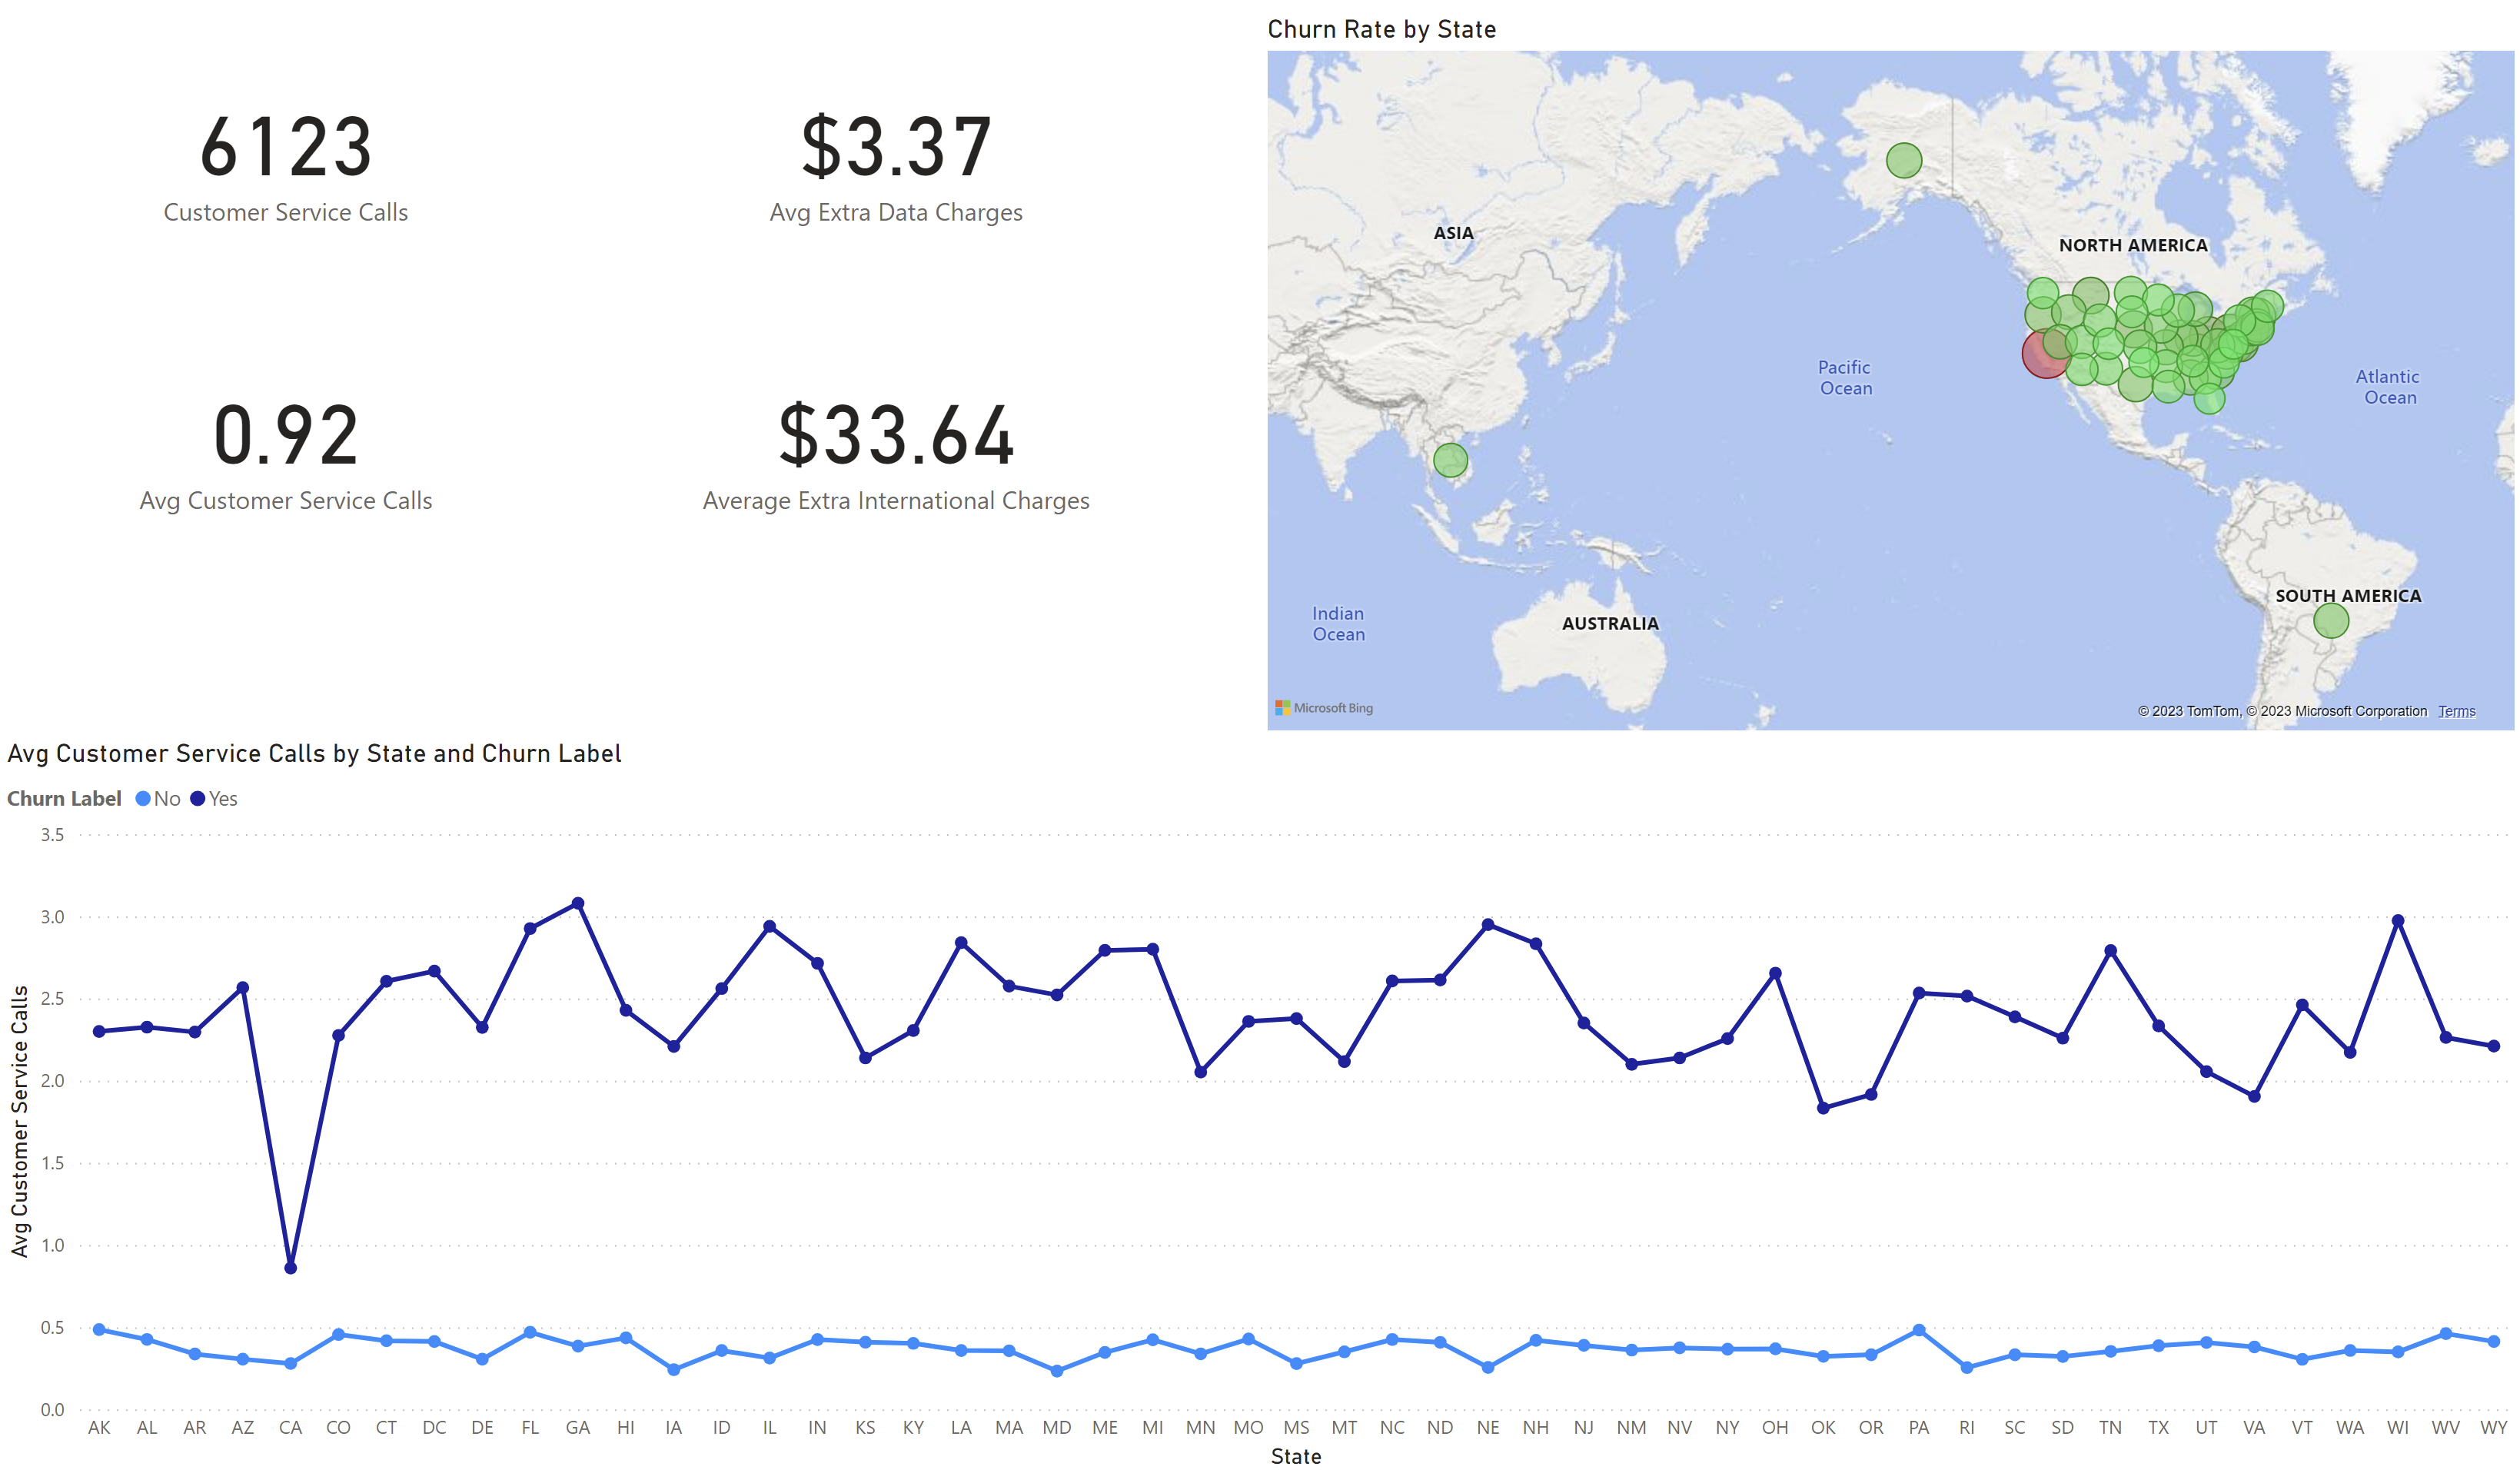 6123
Customer Service Calls
$3.37
Avg Extra Data Charges
0.92
Avg Customer Service Calls
$33.64
Average Extra International Charges
Churn Rate by State
ASIA
NORTH AMERICA
Pacific
Ocean
Atlantic
Ocean
Indian
Ocean
AUSTRALIA
SOUTH AMERICA
Microsoft Bing
© 2023 TomTom, © 2023 Microsoft Corporation Terms
Avg Customer Service Calls by State and Churn Label
Churn Label No Yes
Avg Customer Service Calls
3.5
3.0
2.5
2.0
1.5
1.0
0.5
0.0
AK AL AR AZ CA CO CT DC DE FL GA HI IA ID IL IN KS KY LA MA MD ME MI MN MO MS MT NC ND NE NH NJ NM NV NY OH OK OR PA RI SC SD TN TX UT VA VT WA WI WV WY
State